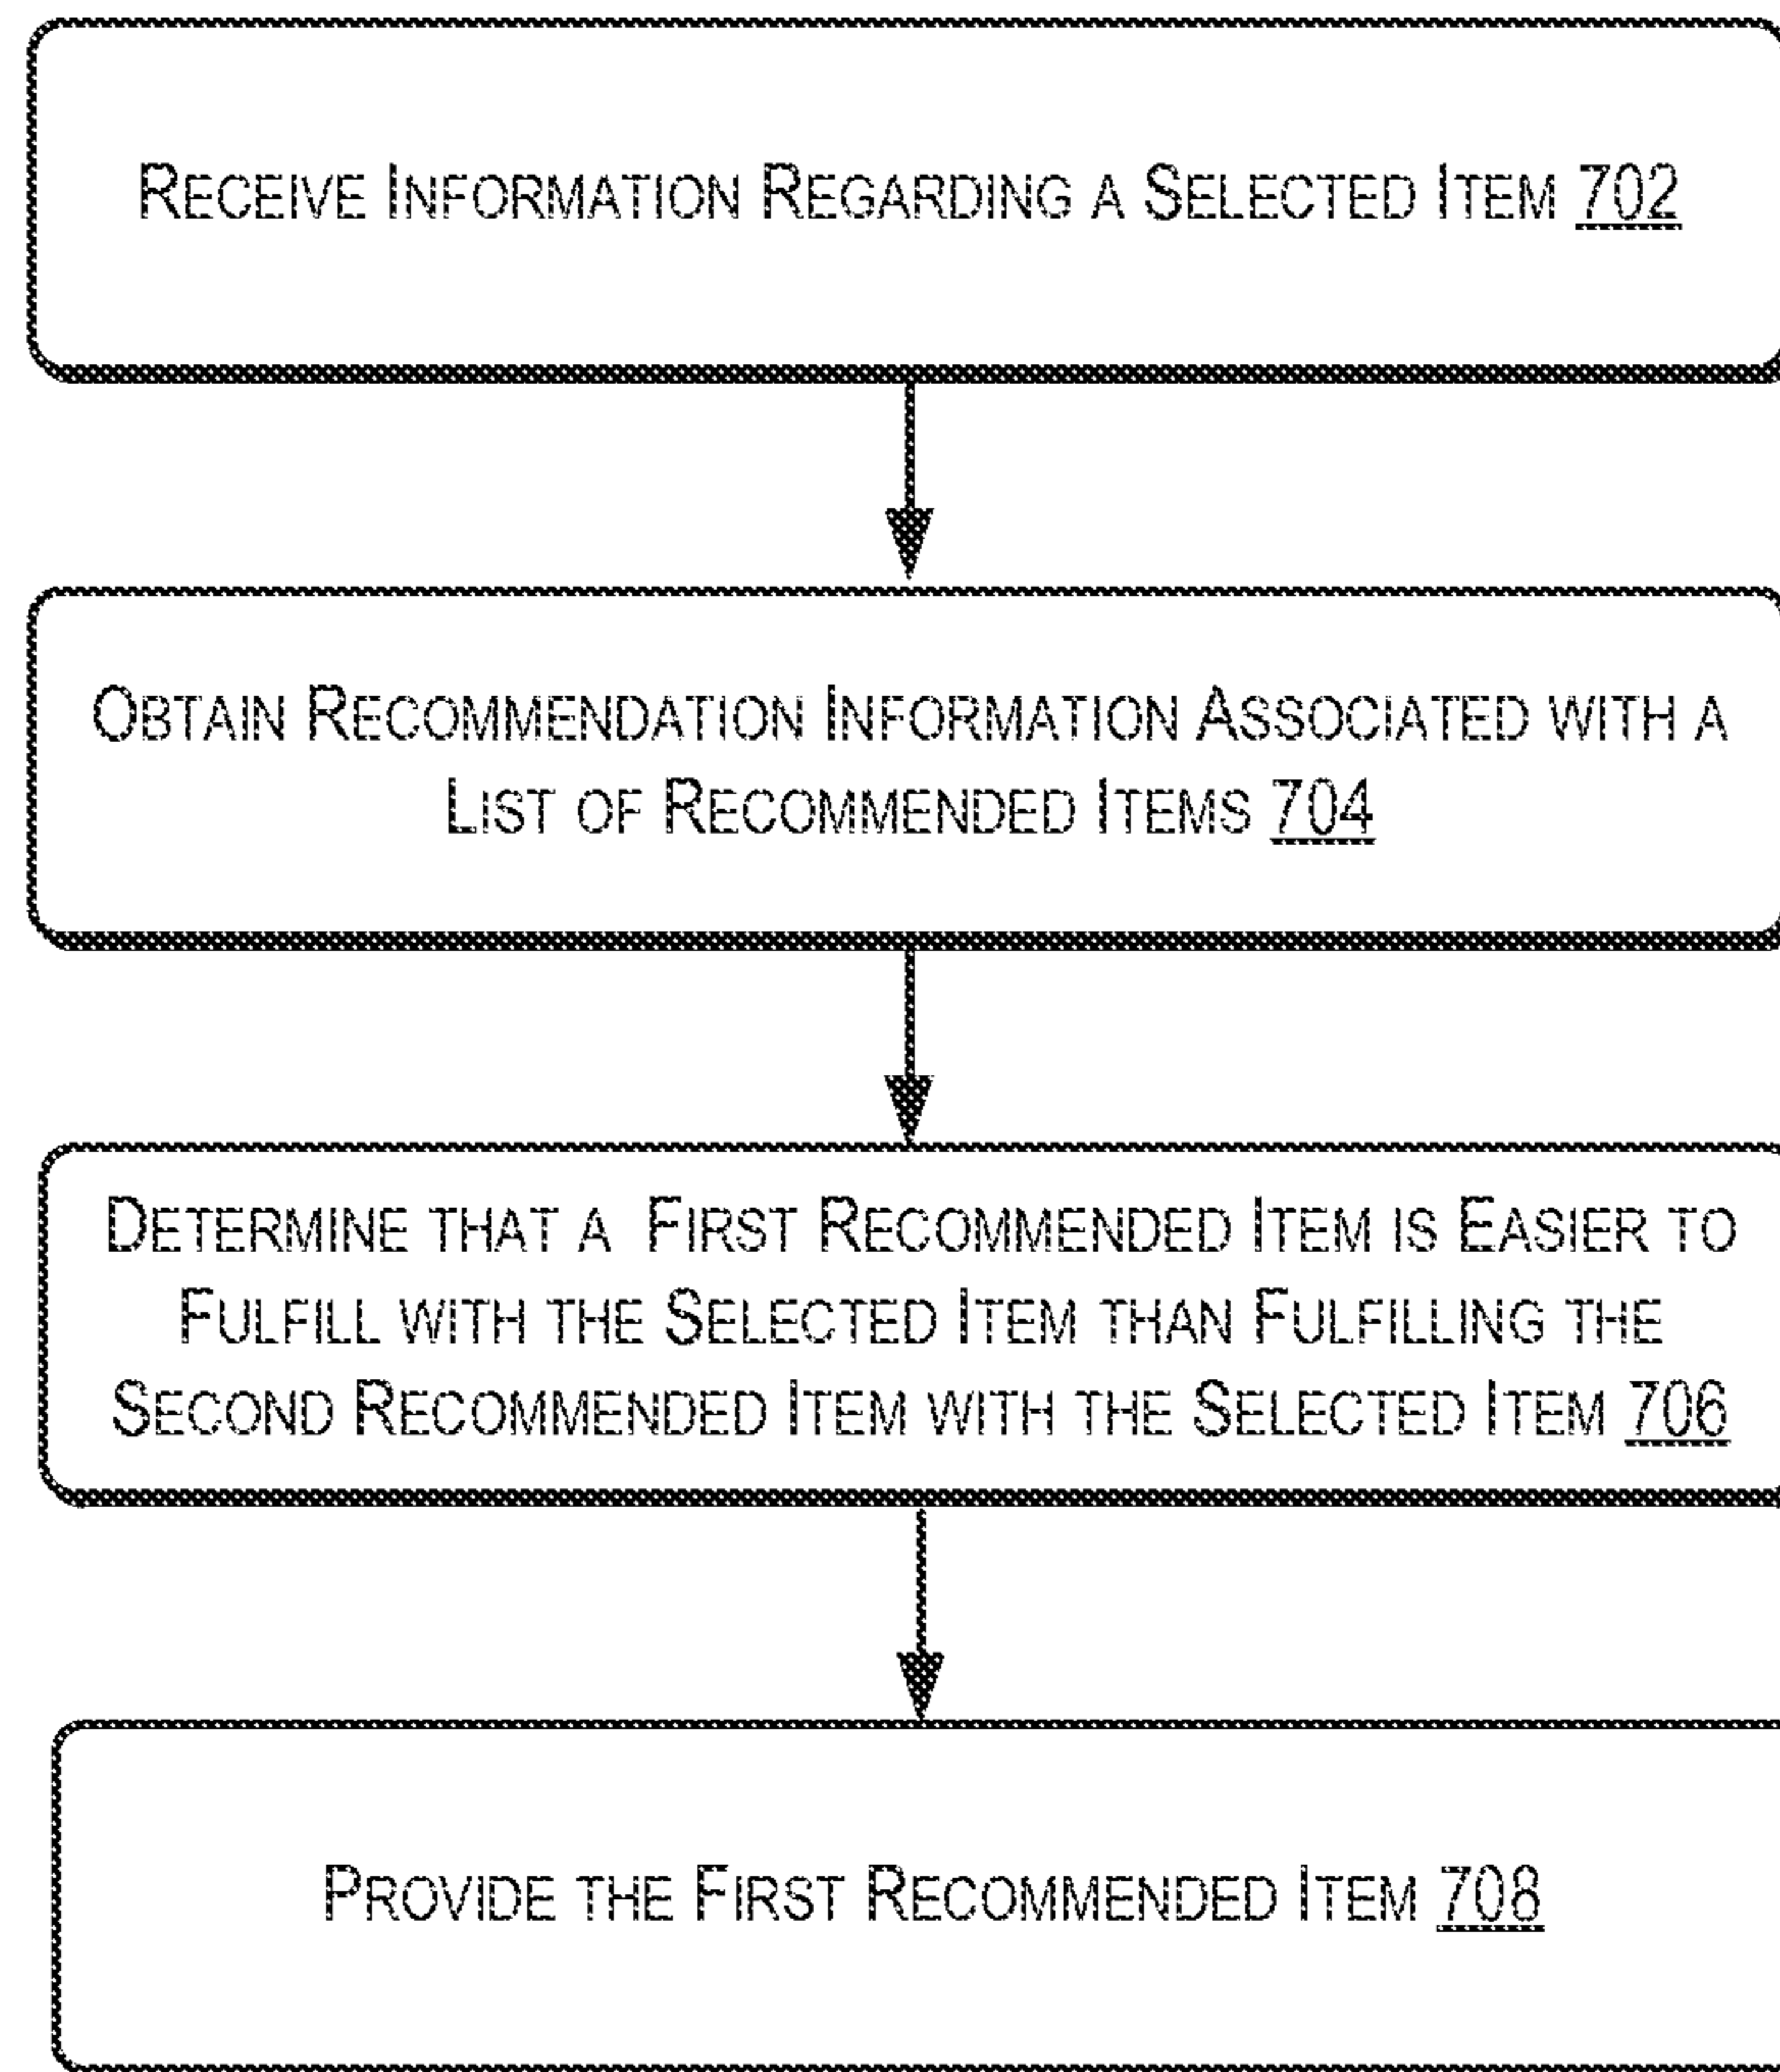 RECEIVE INFORMATION REGARDING A SELECTED ITEM 702
OBTAIN RECOMMENDATION INFORMATION ASSOCIATED WITH A
LIST OF RECOMMENDED ITEMS 704
DETERMINE THAT A FIRST RECOMMENDED ITEM IS EASIER TO
FULFILL WITH THE SELECTED ITEM THAN FULFILLING THE
SECOND RECOMMENDED ITEM WITH THE SELECTED ITEM 706
PROVIDE THE FIRST RECOMMENDED ITEM 708